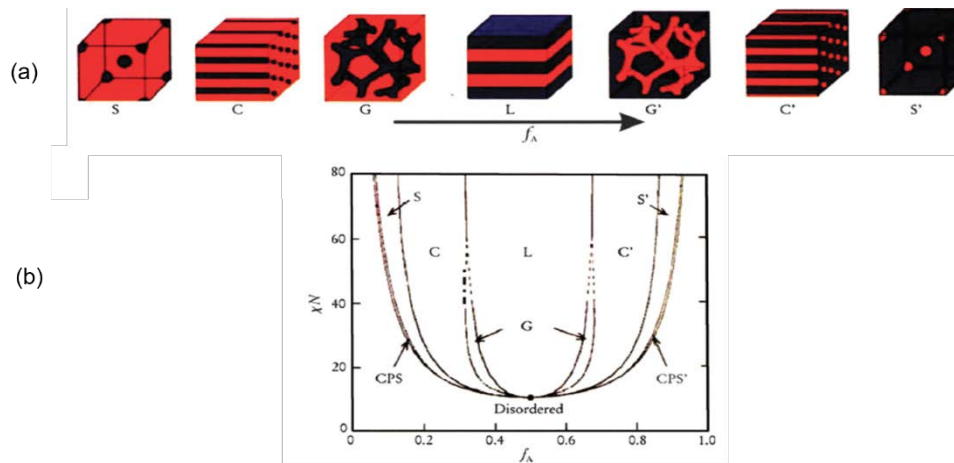 (a)
S C G L G' C' S'
fA
(b)
80
60
40
20
0
χN
S S'
C L C'
G
CPS CPS'
Disordered
0 0.2 0.4 0.6 0.8 1.0
fA